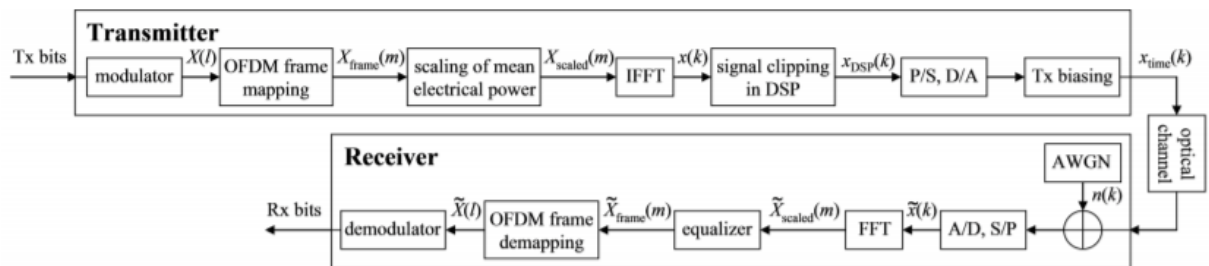 Transmitter
Tx bits
modulator
X(l)
OFDM frame
mapping
X_frame(m)
scaling of mean
electrical power
X_scaled(m)
IFFT
x(k)
signal clipping
in DSP
x_DSP(k)
P/S, D/A
Tx biasing
x_time(k)
optical
channel
Receiver
AWGN
n(k)
A/D, S/P
x̃(k)
FFT
X̃_scaled(m)
equalizer
X̃_frame(m)
OFDM frame
demapping
X̃(l)
demodulator
Rx bits